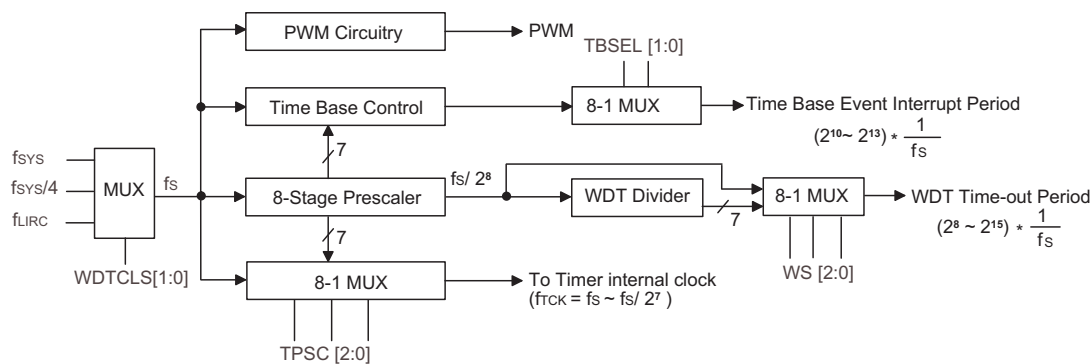 PWM Circuitry
PWM
TBSEL [1:0]
Time Base Control
8-1 MUX
Time Base Event Interrupt Period
(2¹⁰~ 2¹³) * 1/fS
7
fSYS
fSYS/4
fLIRC
MUX
fS
WDTCLS[1:0]
8-Stage Prescaler
fS/ 2⁸
WDT Divider
7
8-1 MUX
WDT Time-out Period
(2⁸ ~ 2¹⁵) * 1/fS
WS [2:0]
7
8-1 MUX
To Timer internal clock
(fTCK = fS ~ fS/ 2⁷ )
TPSC [2:0]